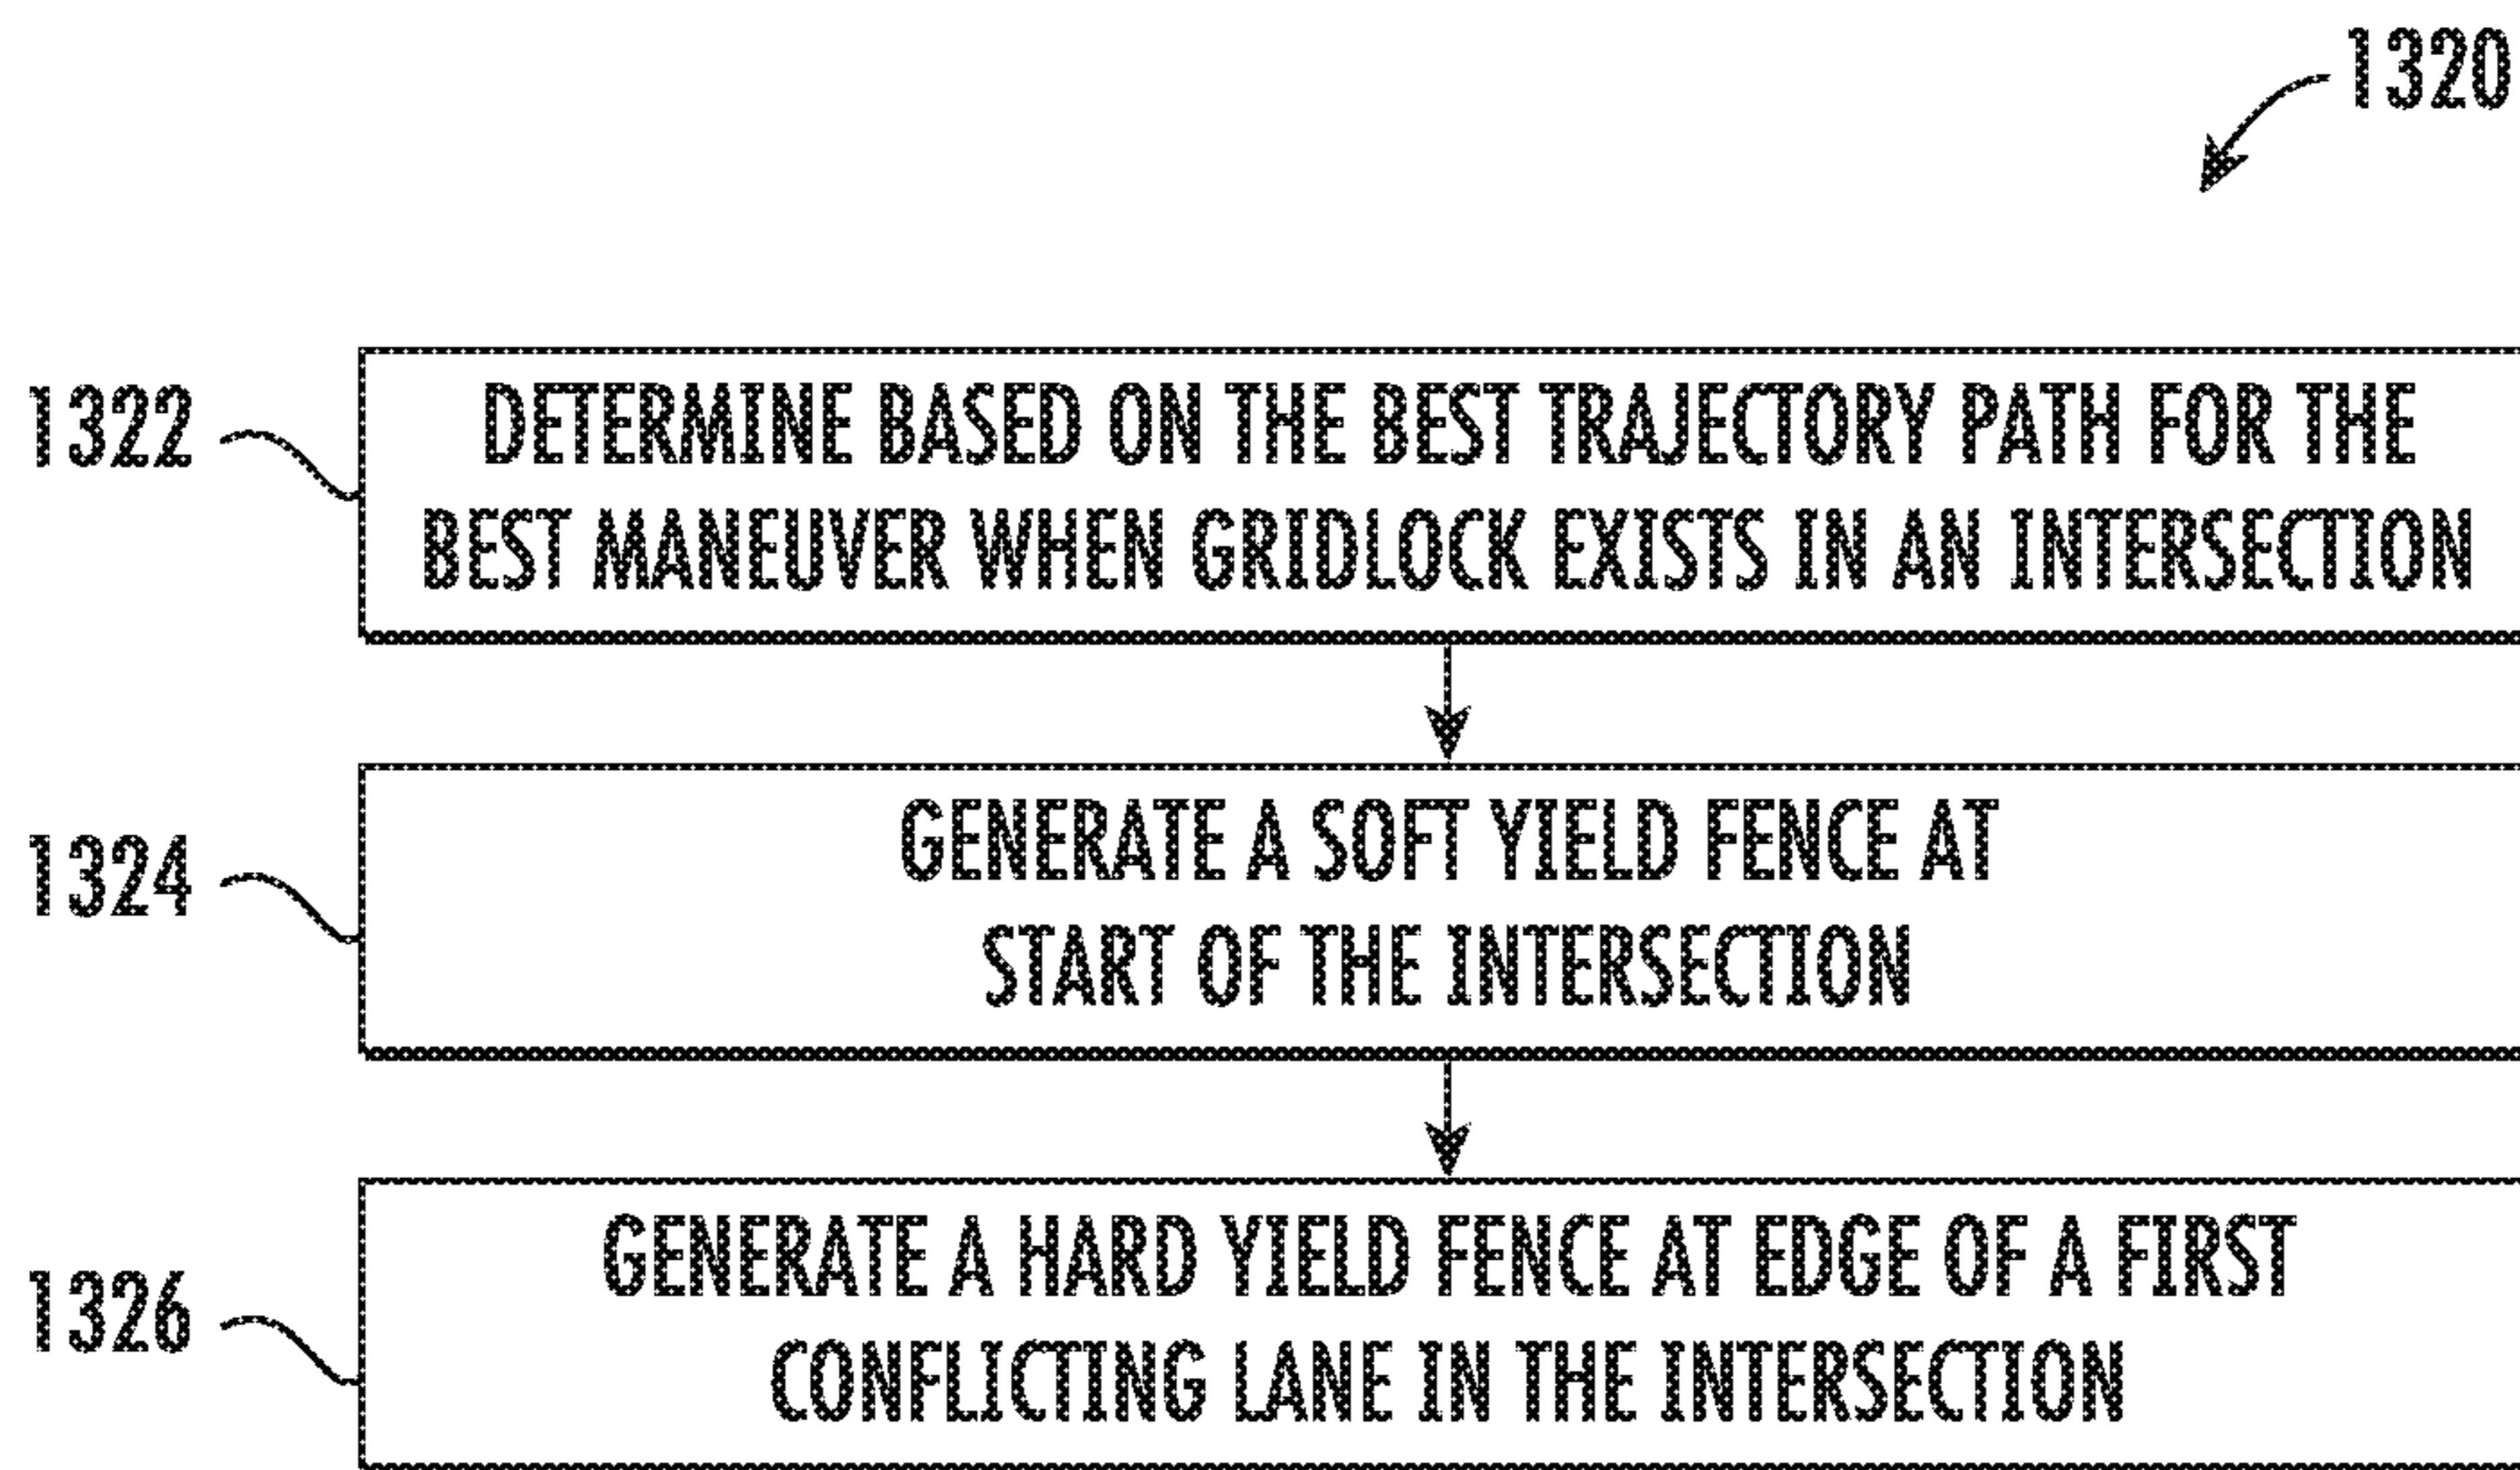 1320
1322
DETERMINE BASED ON THE BEST TRAJECTORY PATH FOR THE
BEST MANEUVER WHEN GRIDLOCK EXISTS IN AN INTERSECTION
1324
GENERATE A SOFT YIELD FENCE AT
START OF THE INTERSECTION
1326
GENERATE A HARD YIELD FENCE AT EDGE OF A FIRST
CONFLICTING LANE IN THE INTERSECTION